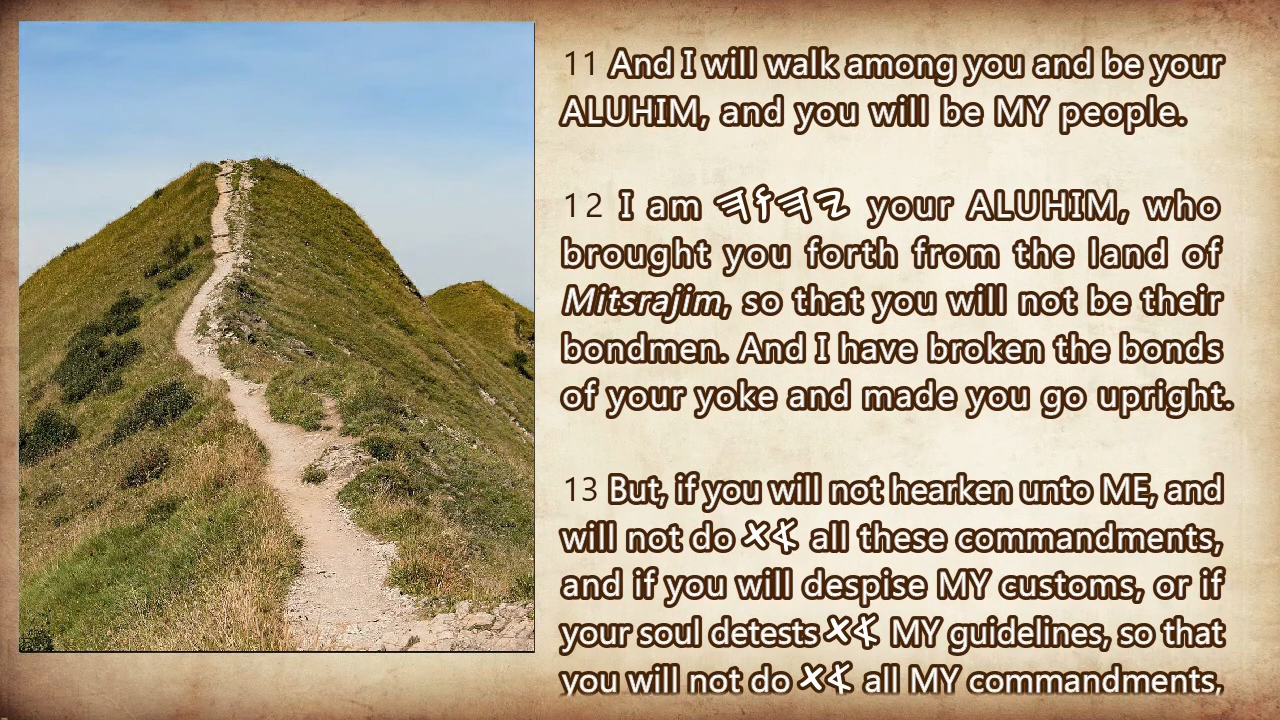 11 And I will walk among you and be your
ALUHIM, and you will be MY people.
12 I am 𐤉𐤄𐤅𐤄 your ALUHIM, who
brought you forth from the land of
Mitsrajim, so that you will not be their
bondmen. And I have broken the bonds
of your yoke and made you go upright.
13 But, if you will not hearken unto ME, and
will not do 𐤀𐤕 all these commandments,
and if you will despise MY customs, or if
your soul detests 𐤀𐤕 MY guidelines, so that
you will not do 𐤀𐤕 all MY commandments,